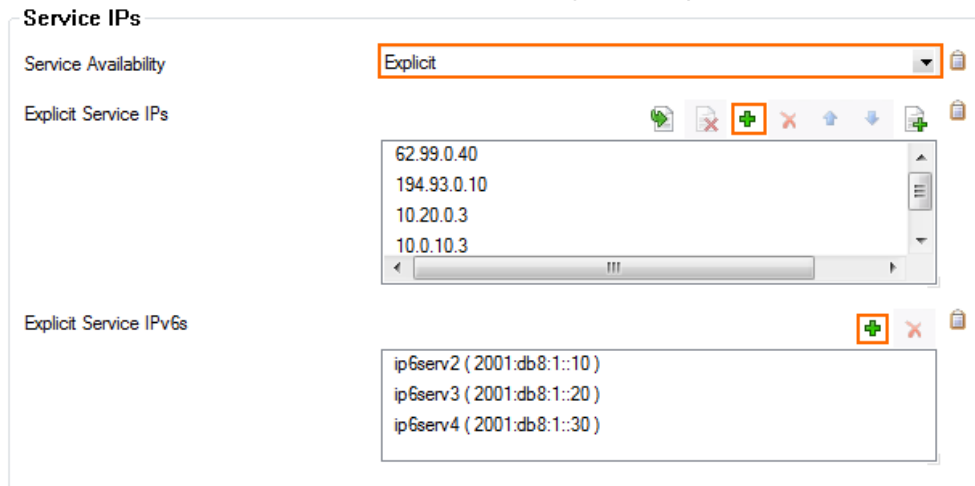 Service IPs
Service Availability
Explicit
Explicit Service IPs
62.99.0.40
194.93.0.10
10.20.0.3
10.0.10.3
Explicit Service IPv6s
ip6serv2 ( 2001:db8:1::10 )
ip6serv3 ( 2001:db8:1::20 )
ip6serv4 ( 2001:db8:1::30 )